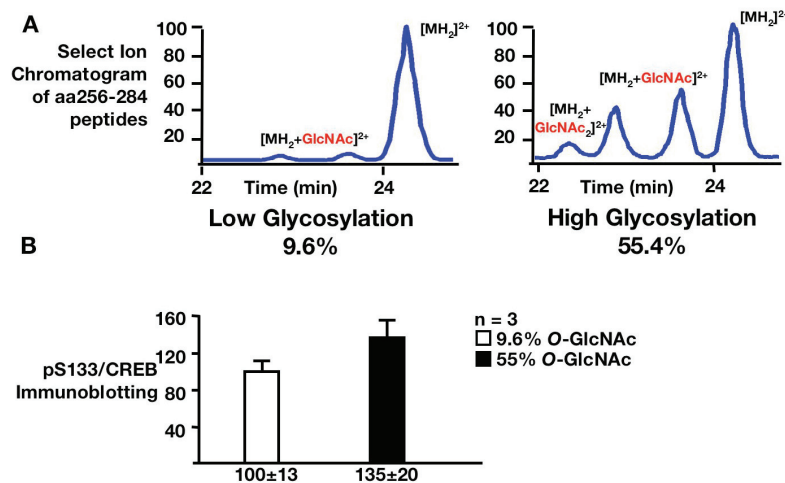 A
Select Ion
Chromatogram
of aa256-284
peptides
100
80
60
40
20
[MH2]2+
[MH2+GlcNAc]2+
22
Time (min)
24
Low Glycosylation
9.6%
100
80
60
40
20
[MH2]2
[MH2+GlcNAc]2+
[MH2+
GlcNAc2]2+
22
Time (min)
24
High Glycosylation
55.4%
B
pS133/CREB
Immunoblotting
160
120
80
40
100±13
135±20
n = 3
9.6% O-GlcNAc
55% O-GlcNAc